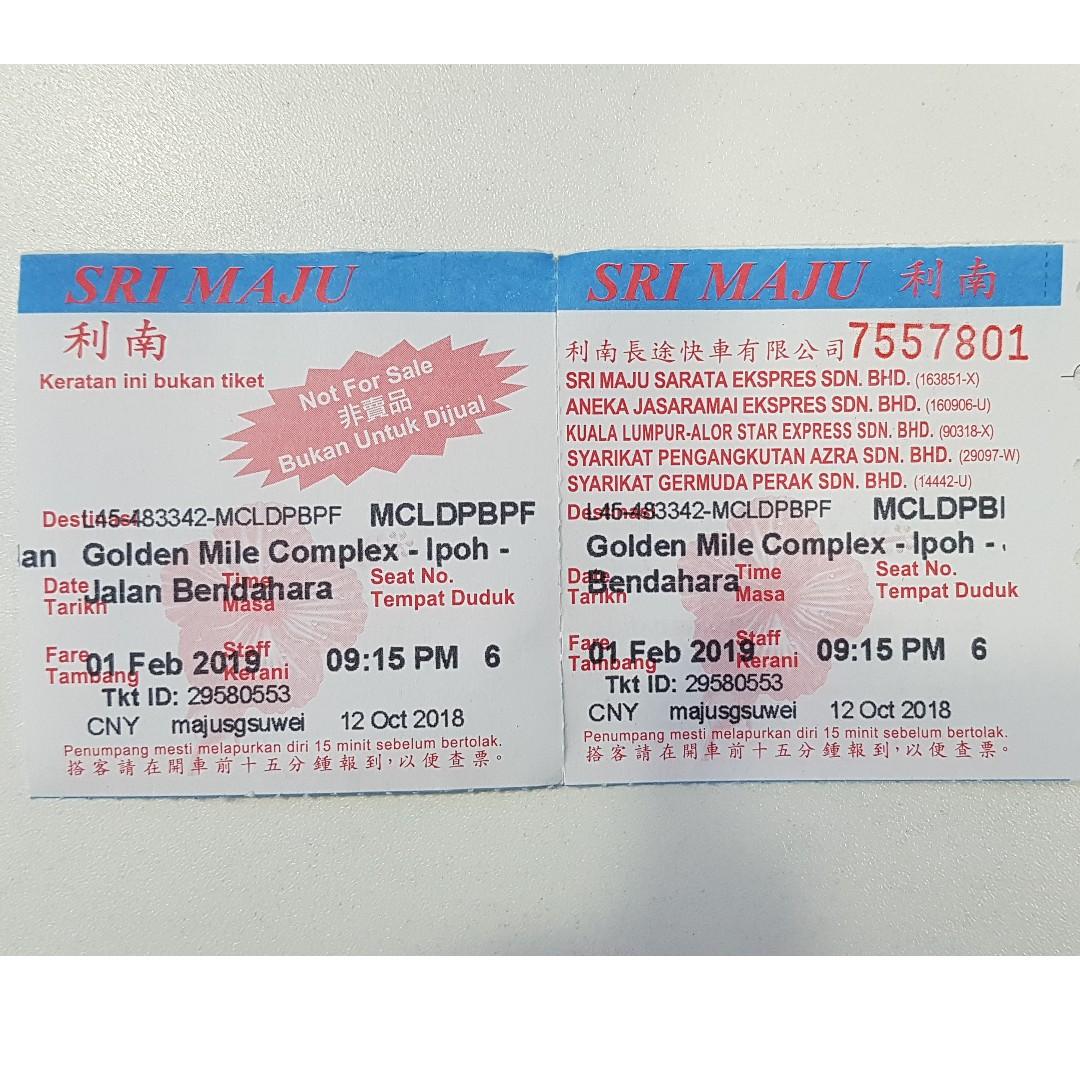 SRI MAJU
利南
Keratan ini bukan tiket
Not For Sale
非賣品
Bukan Untuk Dijual
Destinasi
L45-483342-MCLDPBPF MCLDPBPF
lan Golden Mile Complex - Ipoh -
Jalan Bendahara
Date
Tarikh
Time
Masa
Seat No.
Tempat Duduk
Fare
Tambang
Staff
Kerani
01 Feb 2019 09:15 PM 6
Tkt ID: 29580553
CNY majusgsuwei 12 Oct 2018
Penumpang mesti melapurkan diri 15 minit sebelum bertolak.
搭客請在開車前十五分鍾報到，以便查票。
SRI MAJU 利南
利南長途快車有限公司 7557801
SRI MAJU SARATA EKSPRES SDN. BHD. (163851-X)
ANEKA JASARAMAI EKSPRES SDN. BHD. (160906-U)
KUALA LUMPUR-ALOR STAR EXPRESS SDN. BHD. (90318-X)
SYARIKAT PENGANGKUTAN AZRA SDN. BHD. (29097-W)
SYARIKAT GERMUDA PERAK SDN. BHD. (14442-U)
Destinasi
L45-483342-MCLDPBPF MCLDPB
Golden Mile Complex - Ipoh -
Bendahara
Date
Tarikh
Time
Masa
Seat No.
Tempat Duduk
Fare
Tambang
Staff
Kerani
01 Feb 2019 09:15 PM 6
Tkt ID: 29580553
CNY majusgsuwei 12 Oct 2018
Penumpang mesti melapurkan diri 15 minit sebelum bertolak.
搭客請在開車前十五分鍾報到，以便查票。